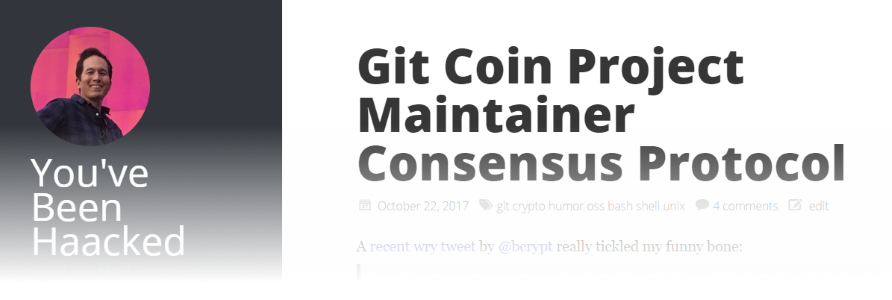 You've
Been
Haacked
Git Coin Project
Maintainer
Consensus Protocol
October 22, 2017 git crypto humor oss bash shell unix 4 comments edit
A recent wry tweet by @bcrypt really tickled my funny bone: